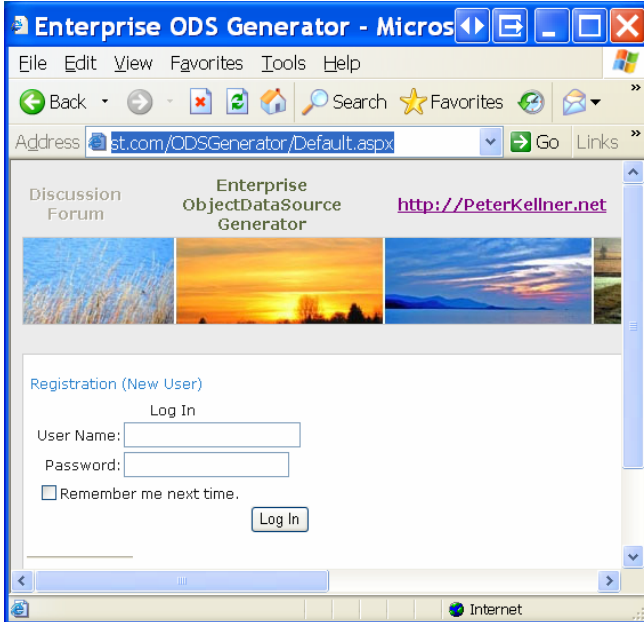 Enterprise ODS Generator - Micros
File Edit View Favorites Tools Help
Back Search Favorites »
Address st.com/ODSGenerator/Default.aspx Go Links »
Discussion Forum
Enterprise
ObjectDataSource
Generator
http://PeterKellner.net
Registration (New User)
Log In
User Name:
Password:
Remember me next time.
Log In
Internet